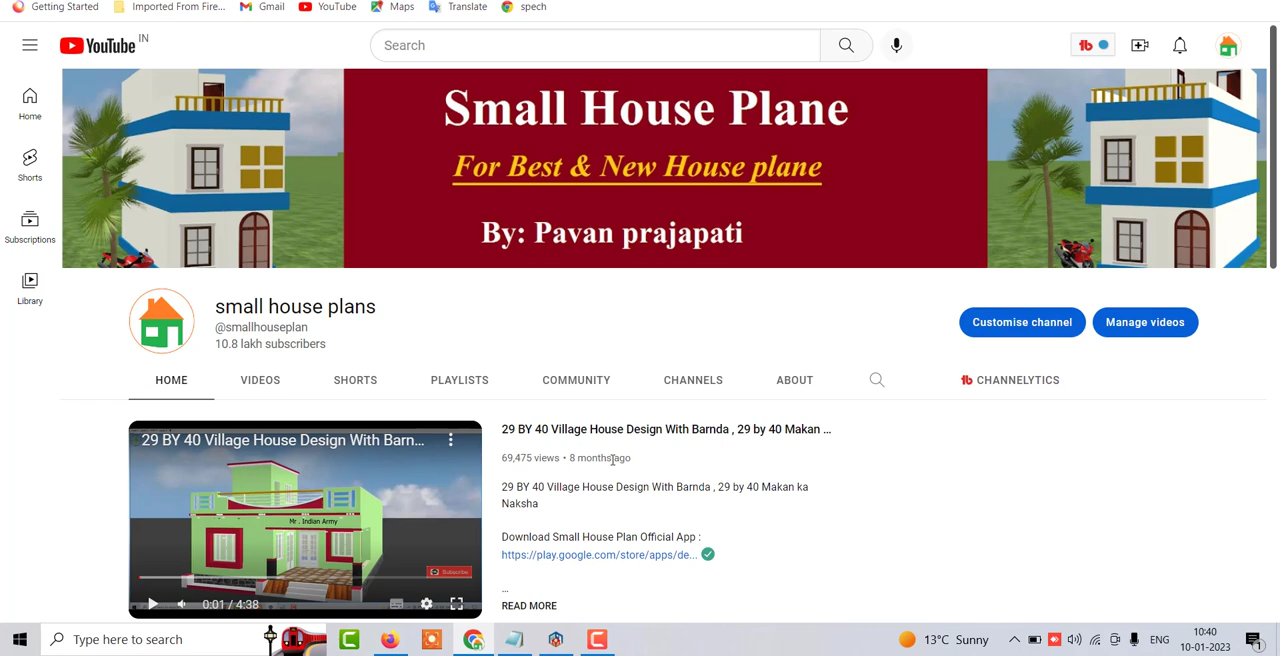 Getting Started Imported From Fire... Gmail YouTube Maps Translate spech
YouTube IN
Search
Home
Shorts
Subscriptions
Library
Small House Plane
For Best & New House plane
By: Pavan prajapati
small house plans
@smallhouseplan
10.8 lakh subscribers
Customise channel Manage videos
HOME VIDEOS SHORTS PLAYLISTS COMMUNITY CHANNELS ABOUT tb CHANNELYTICS
29 BY 40 Village House Design With Barn...
Mr . Indian Army
Subscribe
0:01 / 4:38
29 BY 40 Village House Design With Barnda , 29 by 40 Makan ...
69,475 views • 8 months ago
29 BY 40 Village House Design With Barnda , 29 by 40 Makan ka
Naksha
Download Small House Plan Official App :
https://play.google.com/store/apps/de...
...
READ MORE
Type here to search
13°C Sunny
ENG
10:40
10-01-2023
1